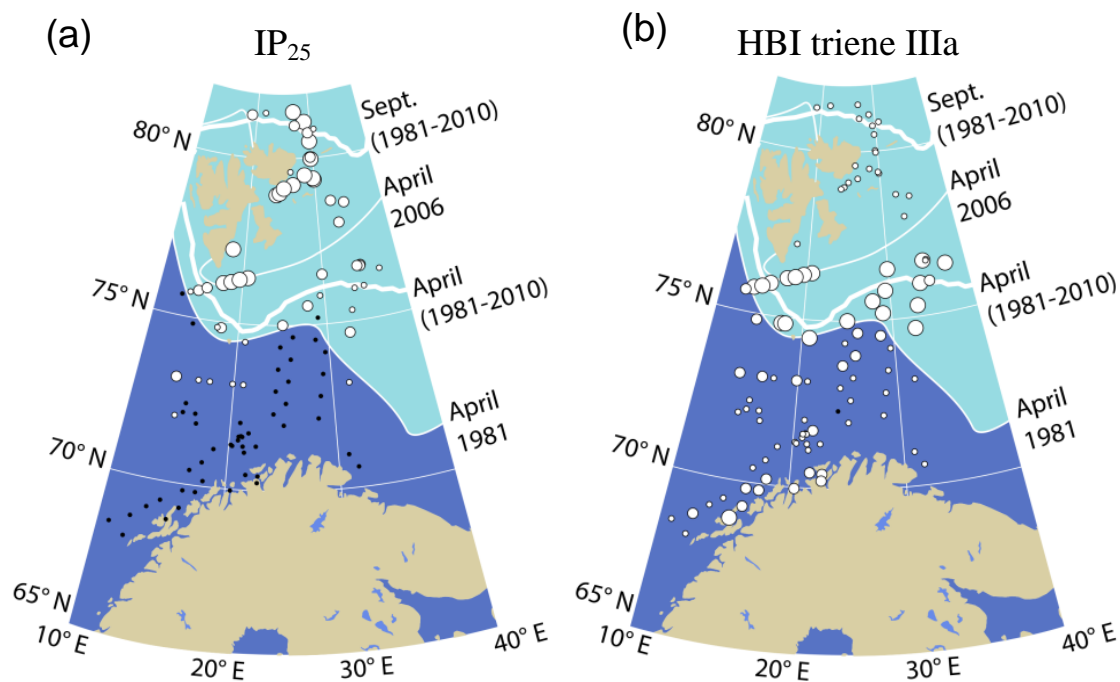 (a)
IP₂₅
80° N
75° N
70° N
65° N
10° E
20° E
30° E
40° E
Sept.
(1981-2010)
April
2006
April
(1981-2010)
April
1981
(b)
HBI triene IIIa
80° N
75° N
70° N
65° N
10° E
20° E
30° E
40° E
Sept.
(1981-2010)
April
2006
April
(1981-2010)
April
1981